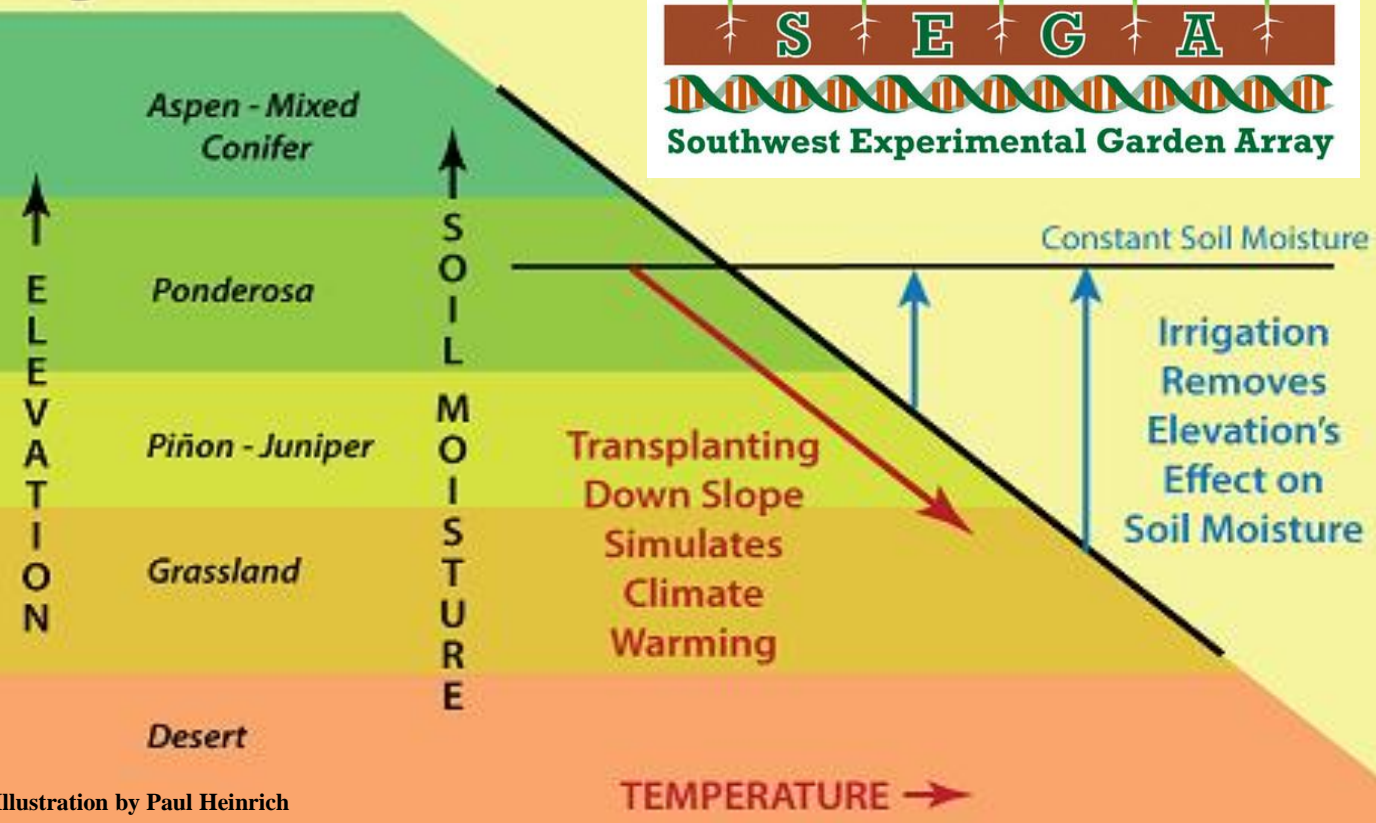 S E G A
Southwest Experimental Garden Array
Aspen - Mixed
Conifer
Ponderosa
Piñon - Juniper
Grassland
Desert
ELEVATION
SOIL MOISTURE
Constant Soil Moisture
Irrigation
Removes
Elevation's
Effect on
Soil Moisture
Transplanting
Down Slope
Simulates
Climate
Warming
TEMPERATURE
Illustration by Paul Heinrich